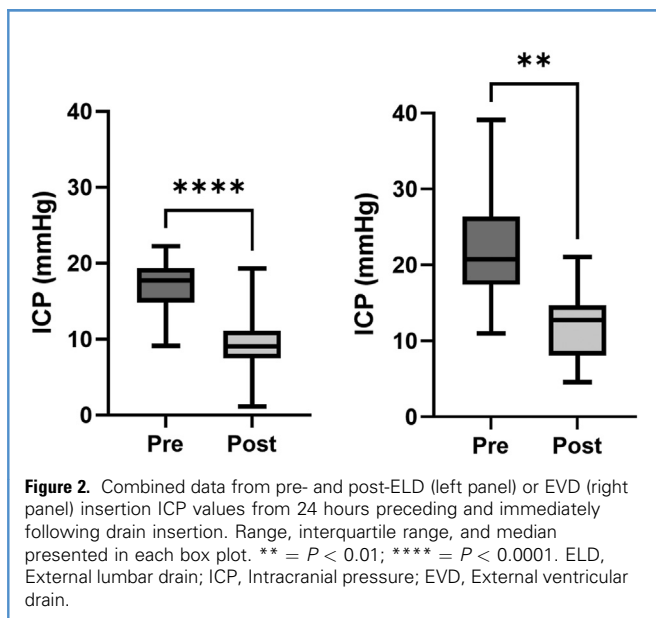 **
40
30
20
10
0
ICP (mmHg)
****
Pre Post
40
30
20
10
0
ICP (mmHg)
Pre Post
Figure 2. Combined data from pre- and post-ELD (left panel) or EVD (right
panel) insertion ICP values from 24 hours preceding and immediately
following drain insertion. Range, interquartile range, and median
presented in each box plot. ** = P < 0.01; **** = P < 0.0001. ELD,
External lumbar drain; ICP, Intracranial pressure; EVD, External ventricular
drain.